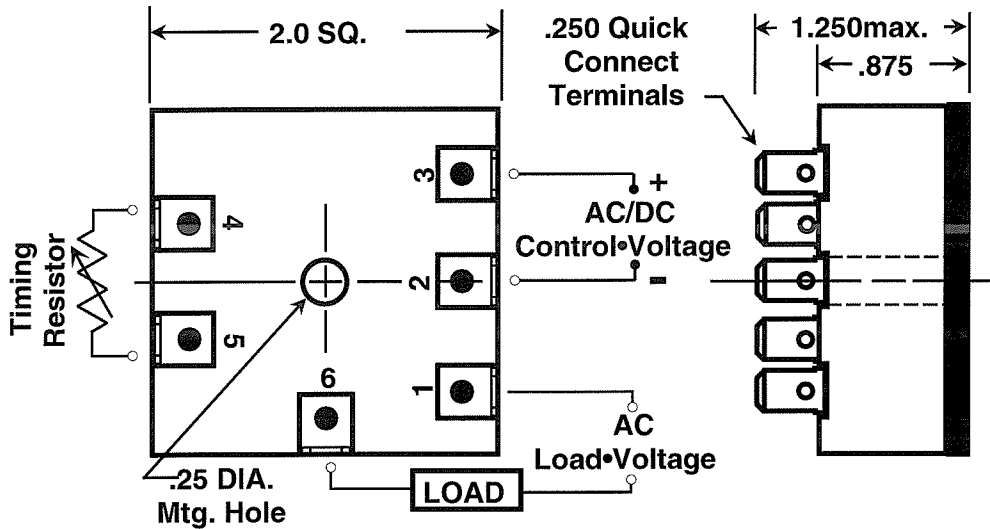 2.0 SQ.
.250 Quick
Connect
Terminals
1.250max.
.875
3
+
AC/DC
Control•Voltage
-
4
2
Timing
Resistor
5
6
1
AC
Load•Voltage
LOAD
.25 DIA.
Mtg. Hole